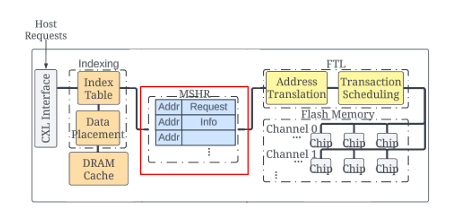 Host
Requests
CXL Interface
Indexing
Index
Table
Data
Placement
DRAM
Cache
MSHR
Addr Request
Addr Info
Addr
⋮
FTL
Address
Translation
Transaction
Scheduling
Flash Memory
Channel 0
...
Chip Chip Chip
Channel 1
...
Chip Chip Chip
⋮